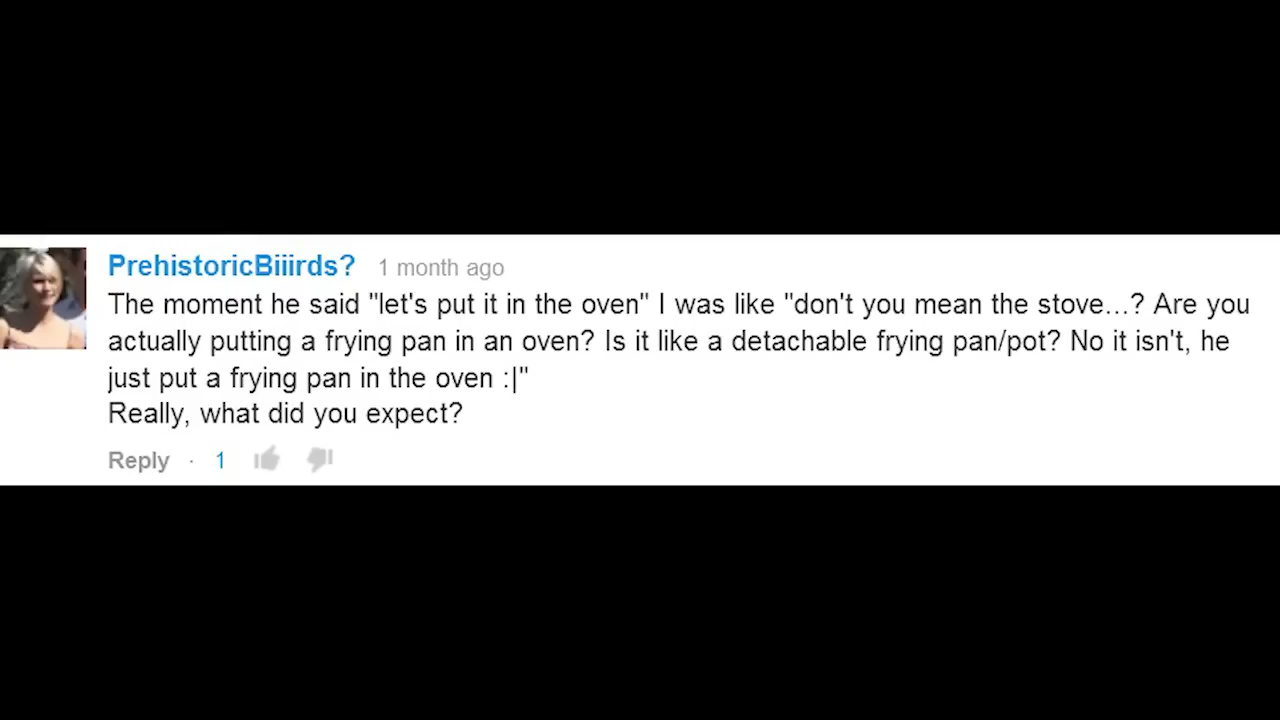 PrehistoricBiiirds? 1 month ago
The moment he said "let's put it in the oven" I was like "don't you mean the stove...? Are you
actually putting a frying pan in an oven? Is it like a detachable frying pan/pot? No it isn't, he
just put a frying pan in the oven :|"
Really, what did you expect?
Reply · 1